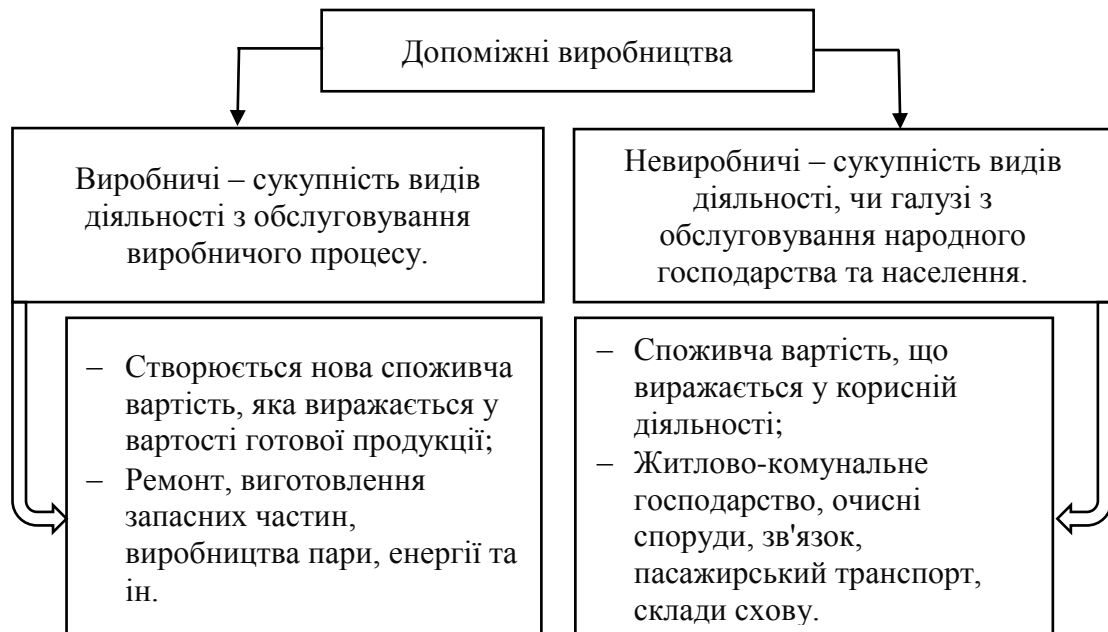 Допоміжні виробництва
Виробничі – сукупність видів
діяльності з обслуговування
виробничого процесу.
Невиробничі – сукупність видів
діяльності, чи галузі з
обслуговування народного
господарства та населення.
– Створюється нова споживча
вартість, яка виражається у
вартості готової продукції;
– Ремонт, виготовлення
запасних частин,
виробництва пари, енергії та
ін.
– Споживча вартість, що
виражається у корисній
діяльності;
– Житлово-комунальне
господарство, очисні
споруди, зв'язок,
пасажирський транспорт,
склади схову.